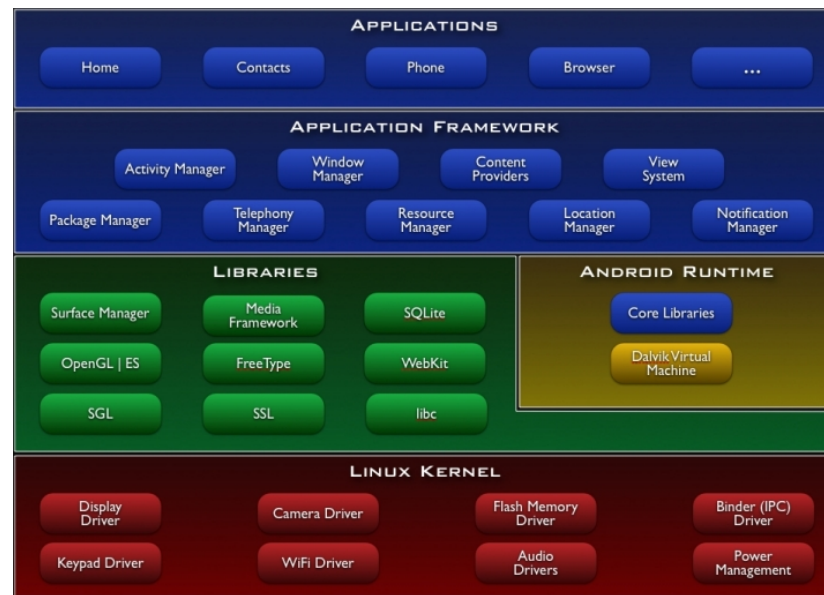 APPLICATIONS
Home
Contacts
Phone
Browser
...
APPLICATION FRAMEWORK
Activity Manager
Window
Manager
Content
Providers
View
System
Package Manager
Telephony
Manager
Resource
Manager
Location
Manager
Notification
Manager
LIBRARIES
Surface Manager
Media
Framework
SQLite
OpenGL | ES
FreeType
WebKit
SGL
SSL
libc
ANDROID RUNTIME
Core Libraries
Dalvik Virtual
Machine
LINUX KERNEL
Display
Driver
Camera Driver
Flash Memory
Driver
Binder (IPC)
Driver
Keypad Driver
WiFi Driver
Audio
Drivers
Power
Management